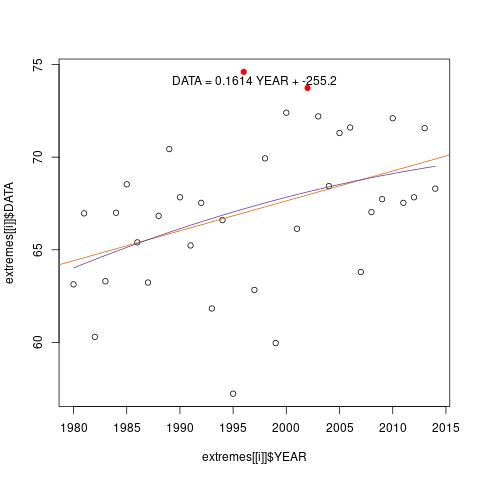 DATA = 0.1614 YEAR + -255.2
75
70
65
60
extremes[[i]]$DATA
1980 1985 1990 1995 2000 2005 2010 2015
extremes[[i]]$YEAR